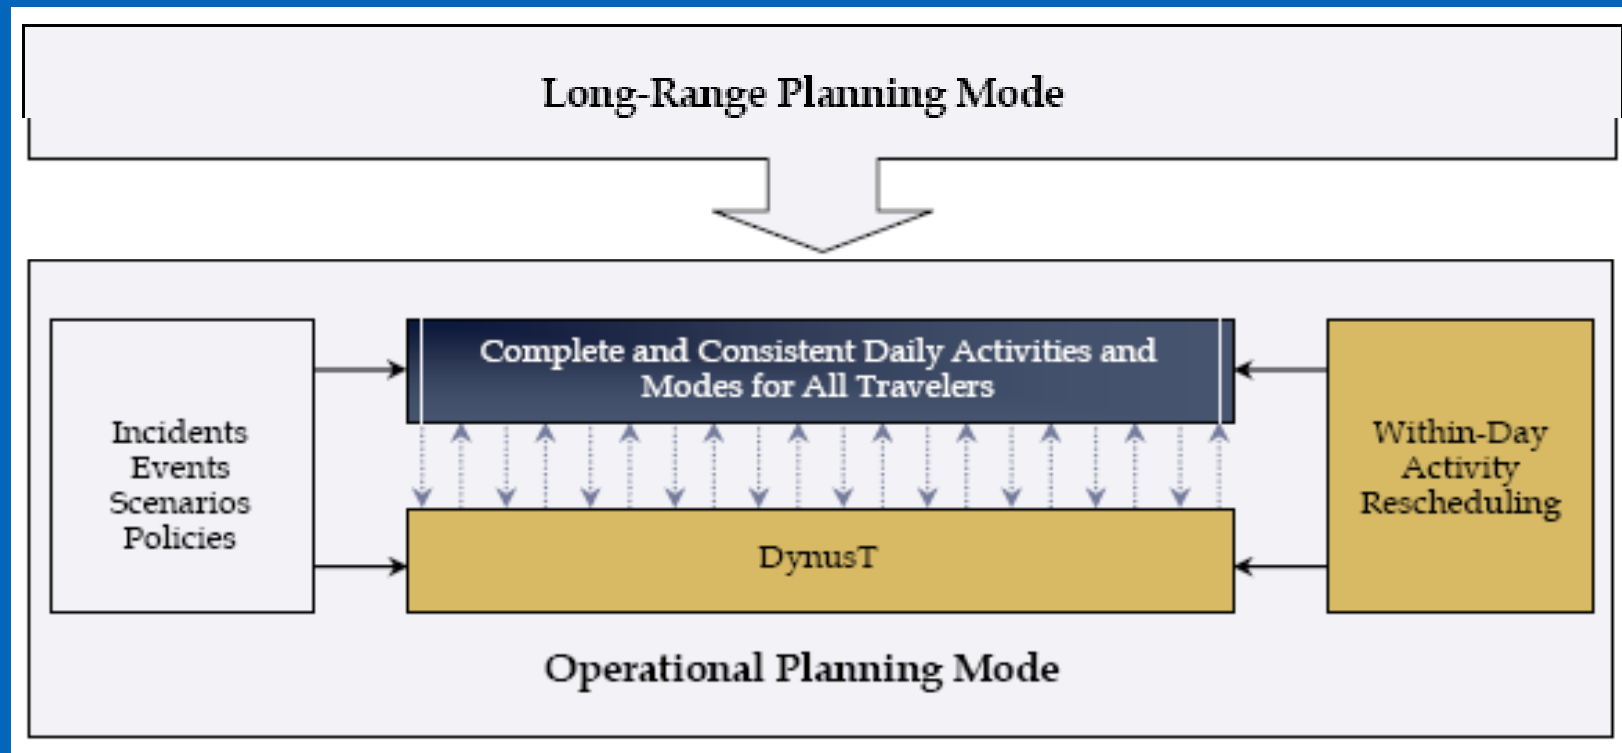 Long-Range Planning Mode
Complete and Consistent Daily Activities and
Modes for All Travelers
Incidents
Events
Scenarios
Policies
Within-Day
Activity
Rescheduling
DynusT
Operational Planning Mode